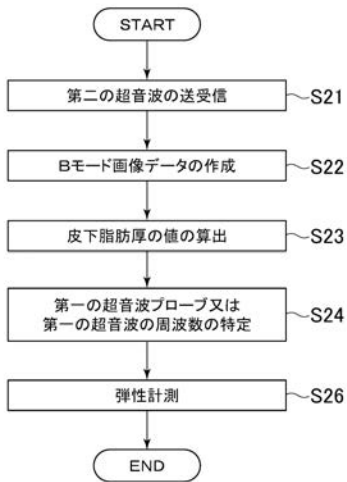 START
第二の超音波の送受信
S21
Bモード画像データの作成
S22
皮下脂肪厚の値の算出
S23
第一の超音波プローブ又は
第一の超音波の周波数の特定
S24
弾性計測
S26
END